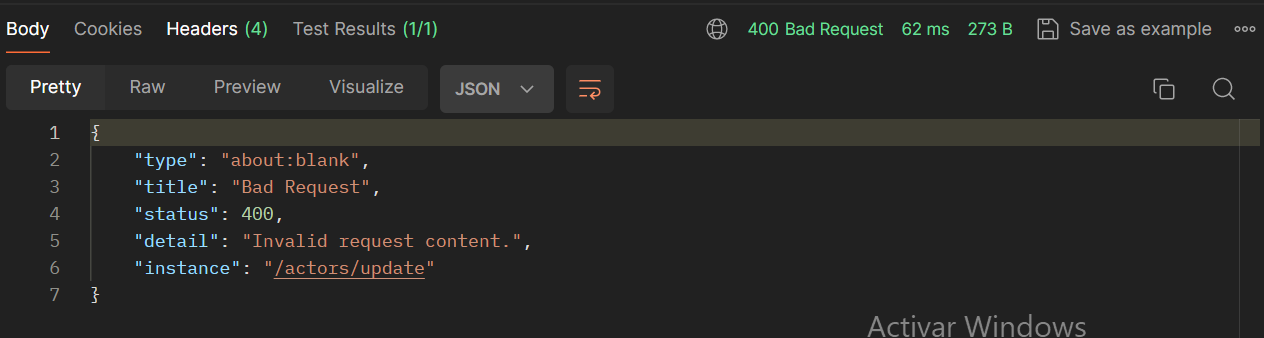 Body Cookies Headers (4) Test Results (1/1) 400 Bad Request 62 ms 273 B Save as example
Pretty Raw Preview Visualize JSON
1 {
2 "type": "about:blank",
3 "title": "Bad Request",
4 "status": 400,
5 "detail": "Invalid request content.",
6 "instance": "/actors/update"
7 }
Activar Windows